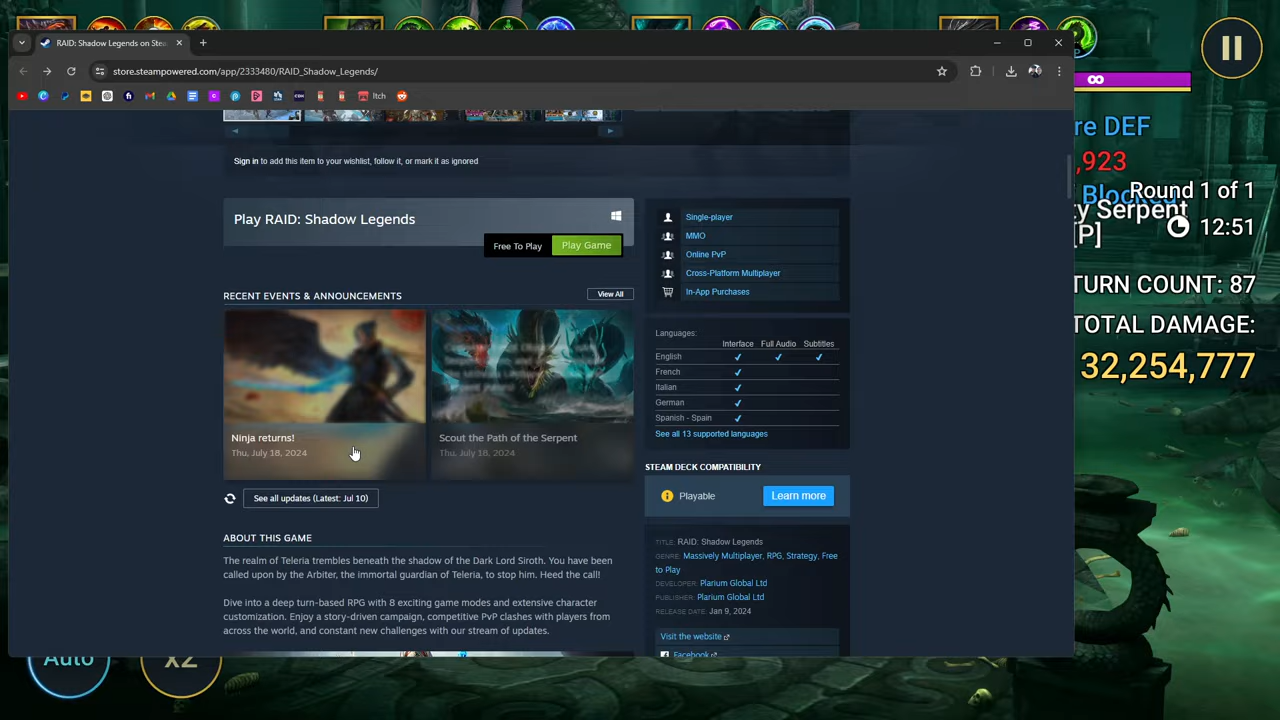 RAID: Shadow Legends on Stea
store.steampowered.com/app/2333480/RAID_Shadow_Legends/
Itch
Sign in to add this item to your wishlist, follow it, or mark it as ignored
Play RAID: Shadow Legends
Free To Play
Play Game
RECENT EVENTS & ANNOUNCEMENTS
View All
Ninja returns!
Thu, July 18, 2024
Scout the Path of the Serpent
Thu, July 18, 2024
See all updates (Latest: Jul 10)
ABOUT THIS GAME
The realm of Teleria trembles beneath the shadow of the Dark Lord Siroth. You have been
called upon by the Arbiter, the immortal guardian of Teleria, to stop him. Heed the call!
Dive into a deep turn-based RPG with 8 exciting game modes and extensive character
customization. Enjoy a story-driven campaign, competitive PvP clashes with players from
across the world, and constant new challenges with our stream of updates.
Single-player
MMO
Online PvP
Cross-Platform Multiplayer
In-App Purchases
Languages:
Interface Full Audio Subtitles
English ✔ ✔ ✔
French ✔
Italian ✔
German ✔
Spanish - Spain ✔
See all 13 supported languages
STEAM DECK COMPATIBILITY
Playable
Learn more
TITLE: RAID: Shadow Legends
GENRE: Massively Multiplayer, RPG, Strategy, Free
to Play
DEVELOPER: Plarium Global Ltd
PUBLISHER: Plarium Global Ltd
RELEASE DATE: Jan 9, 2024
Visit the website
Facebook
re DEF
,923
Blocked
Round 1 of 1
y Serpent
[P]
12:51
TURN COUNT: 87
TOTAL DAMAGE:
32,254,777
Auto
x2